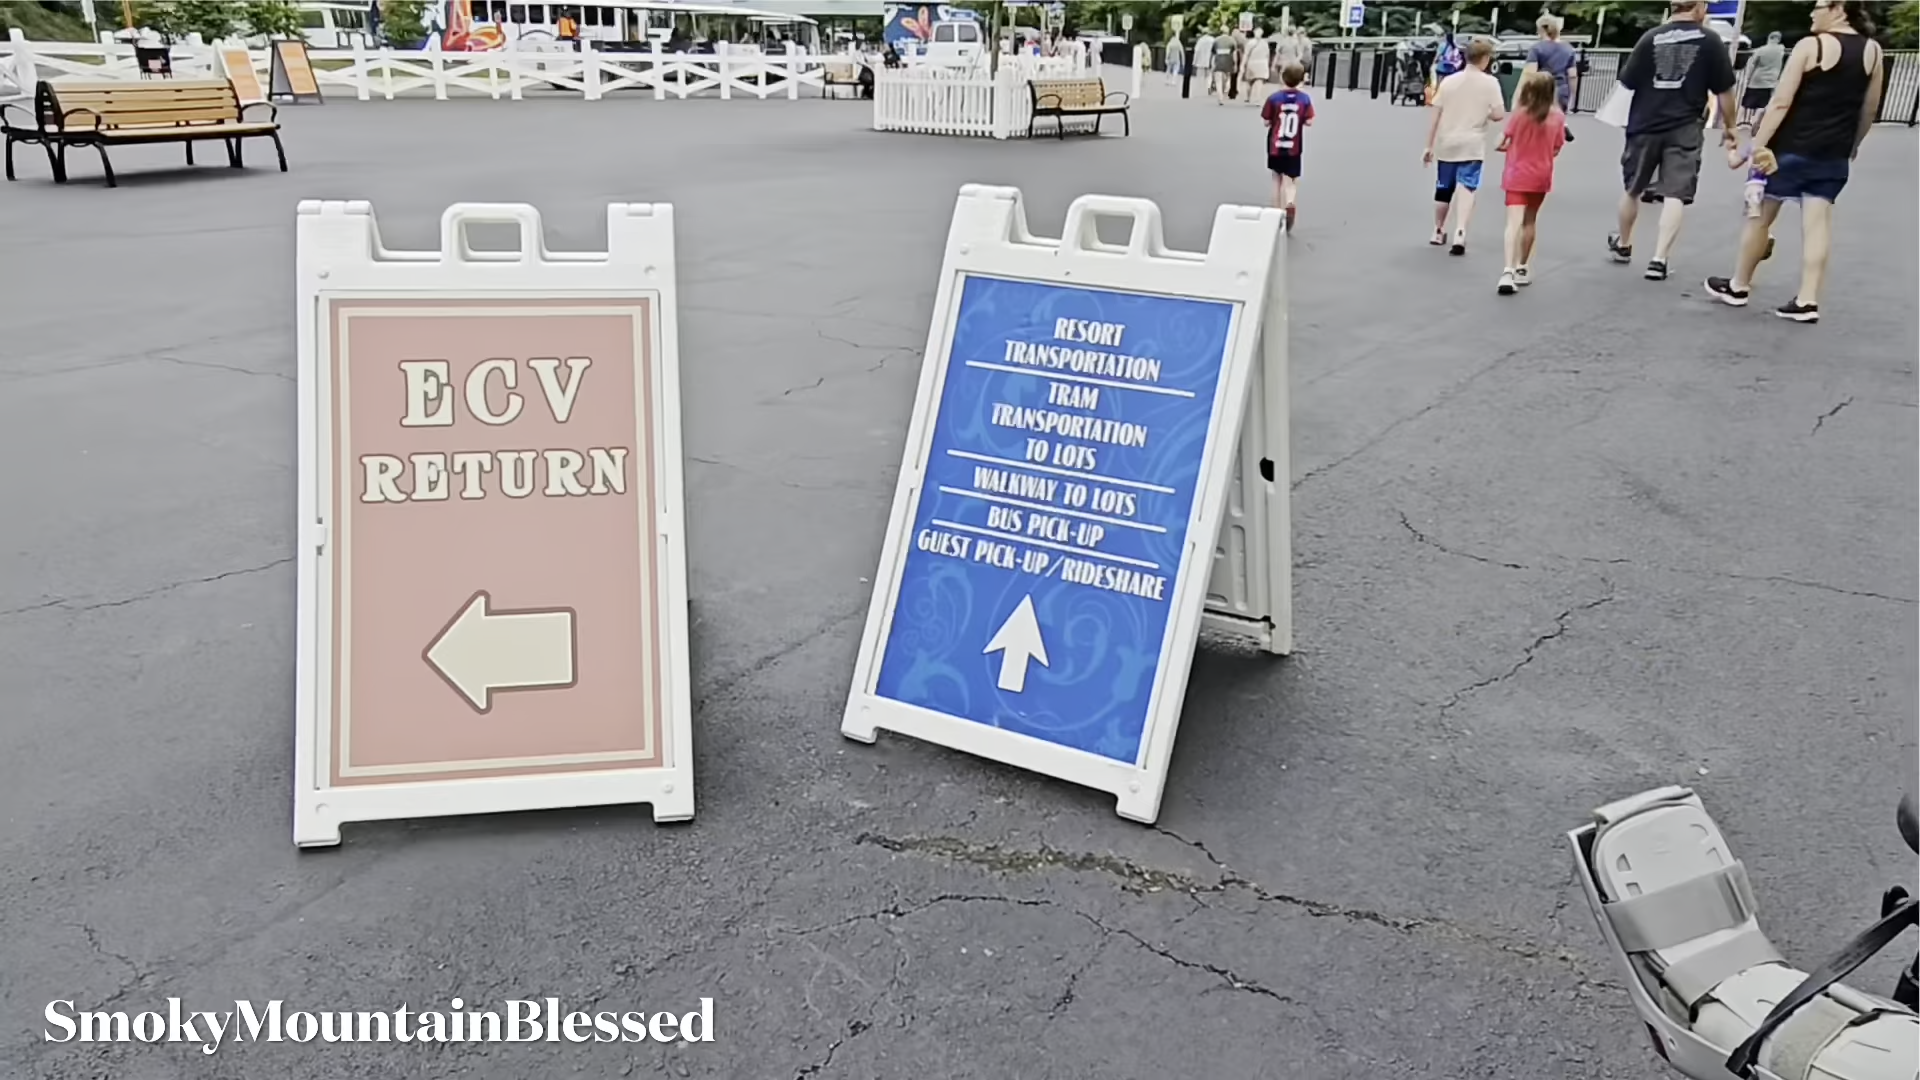 ECV
RETURN
RESORT
TRANSPORTATION
TRAM
TRANSPORTATION
TO LOTS
WALKWAY TO LOTS
BUS PICK-UP
GUEST PICK-UP/RIDESHARE
10
SmokyMountainBlessed